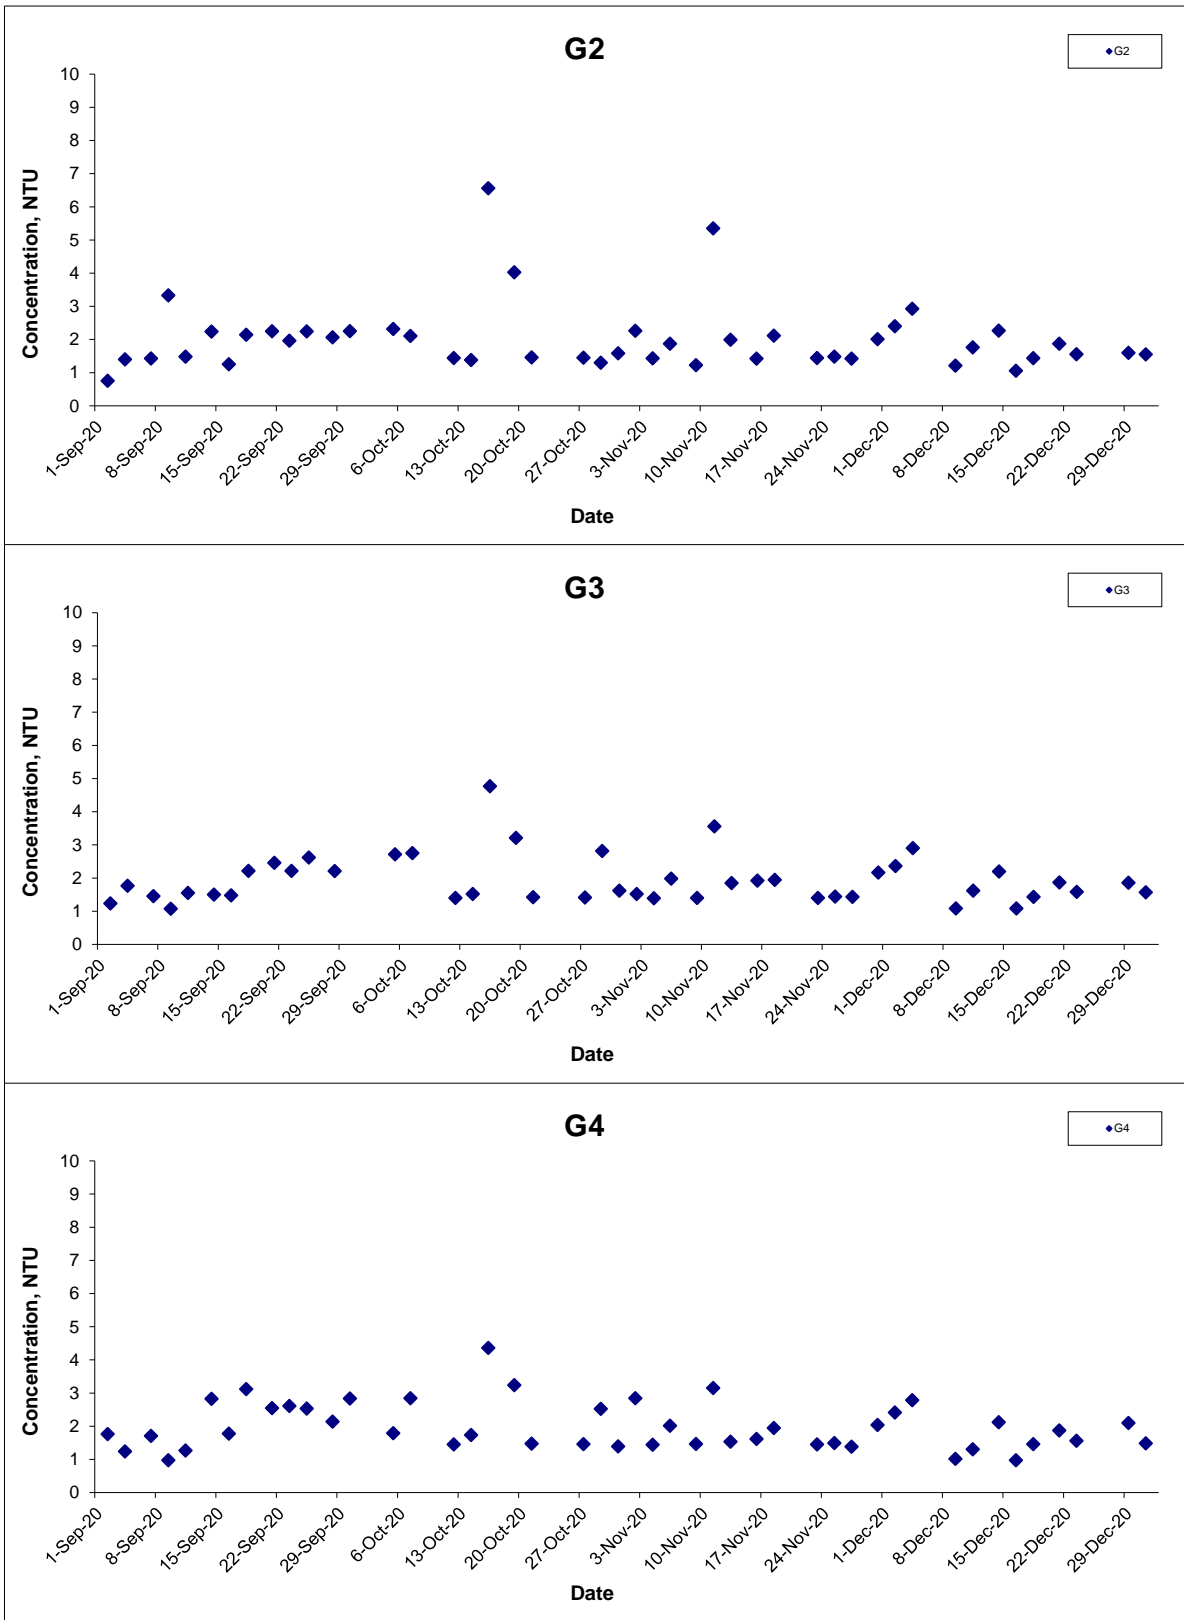 G2
G2
10
9
8
7
6
5
4
3
2
1
0
Concentration, NTU
1-Sep-20
8-Sep-20
15-Sep-20
22-Sep-20
29-Sep-20
6-Oct-20
13-Oct-20
20-Oct-20
27-Oct-20
3-Nov-20
10-Nov-20
17-Nov-20
24-Nov-20
1-Dec-20
8-Dec-20
15-Dec-20
22-Dec-20
29-Dec-20
Date
G3
G3
10
9
8
7
6
5
4
3
2
1
0
Concentration, NTU
1-Sep-20
8-Sep-20
15-Sep-20
22-Sep-20
29-Sep-20
6-Oct-20
13-Oct-20
20-Oct-20
27-Oct-20
3-Nov-20
10-Nov-20
17-Nov-20
24-Nov-20
1-Dec-20
8-Dec-20
15-Dec-20
22-Dec-20
29-Dec-20
Date
G4
G4
10
9
8
7
6
5
4
3
2
1
0
Concentration, NTU
1-Sep-20
8-Sep-20
15-Sep-20
22-Sep-20
29-Sep-20
6-Oct-20
13-Oct-20
20-Oct-20
27-Oct-20
3-Nov-20
10-Nov-20
17-Nov-20
24-Nov-20
1-Dec-20
8-Dec-20
15-Dec-20
22-Dec-20
29-Dec-20
Date